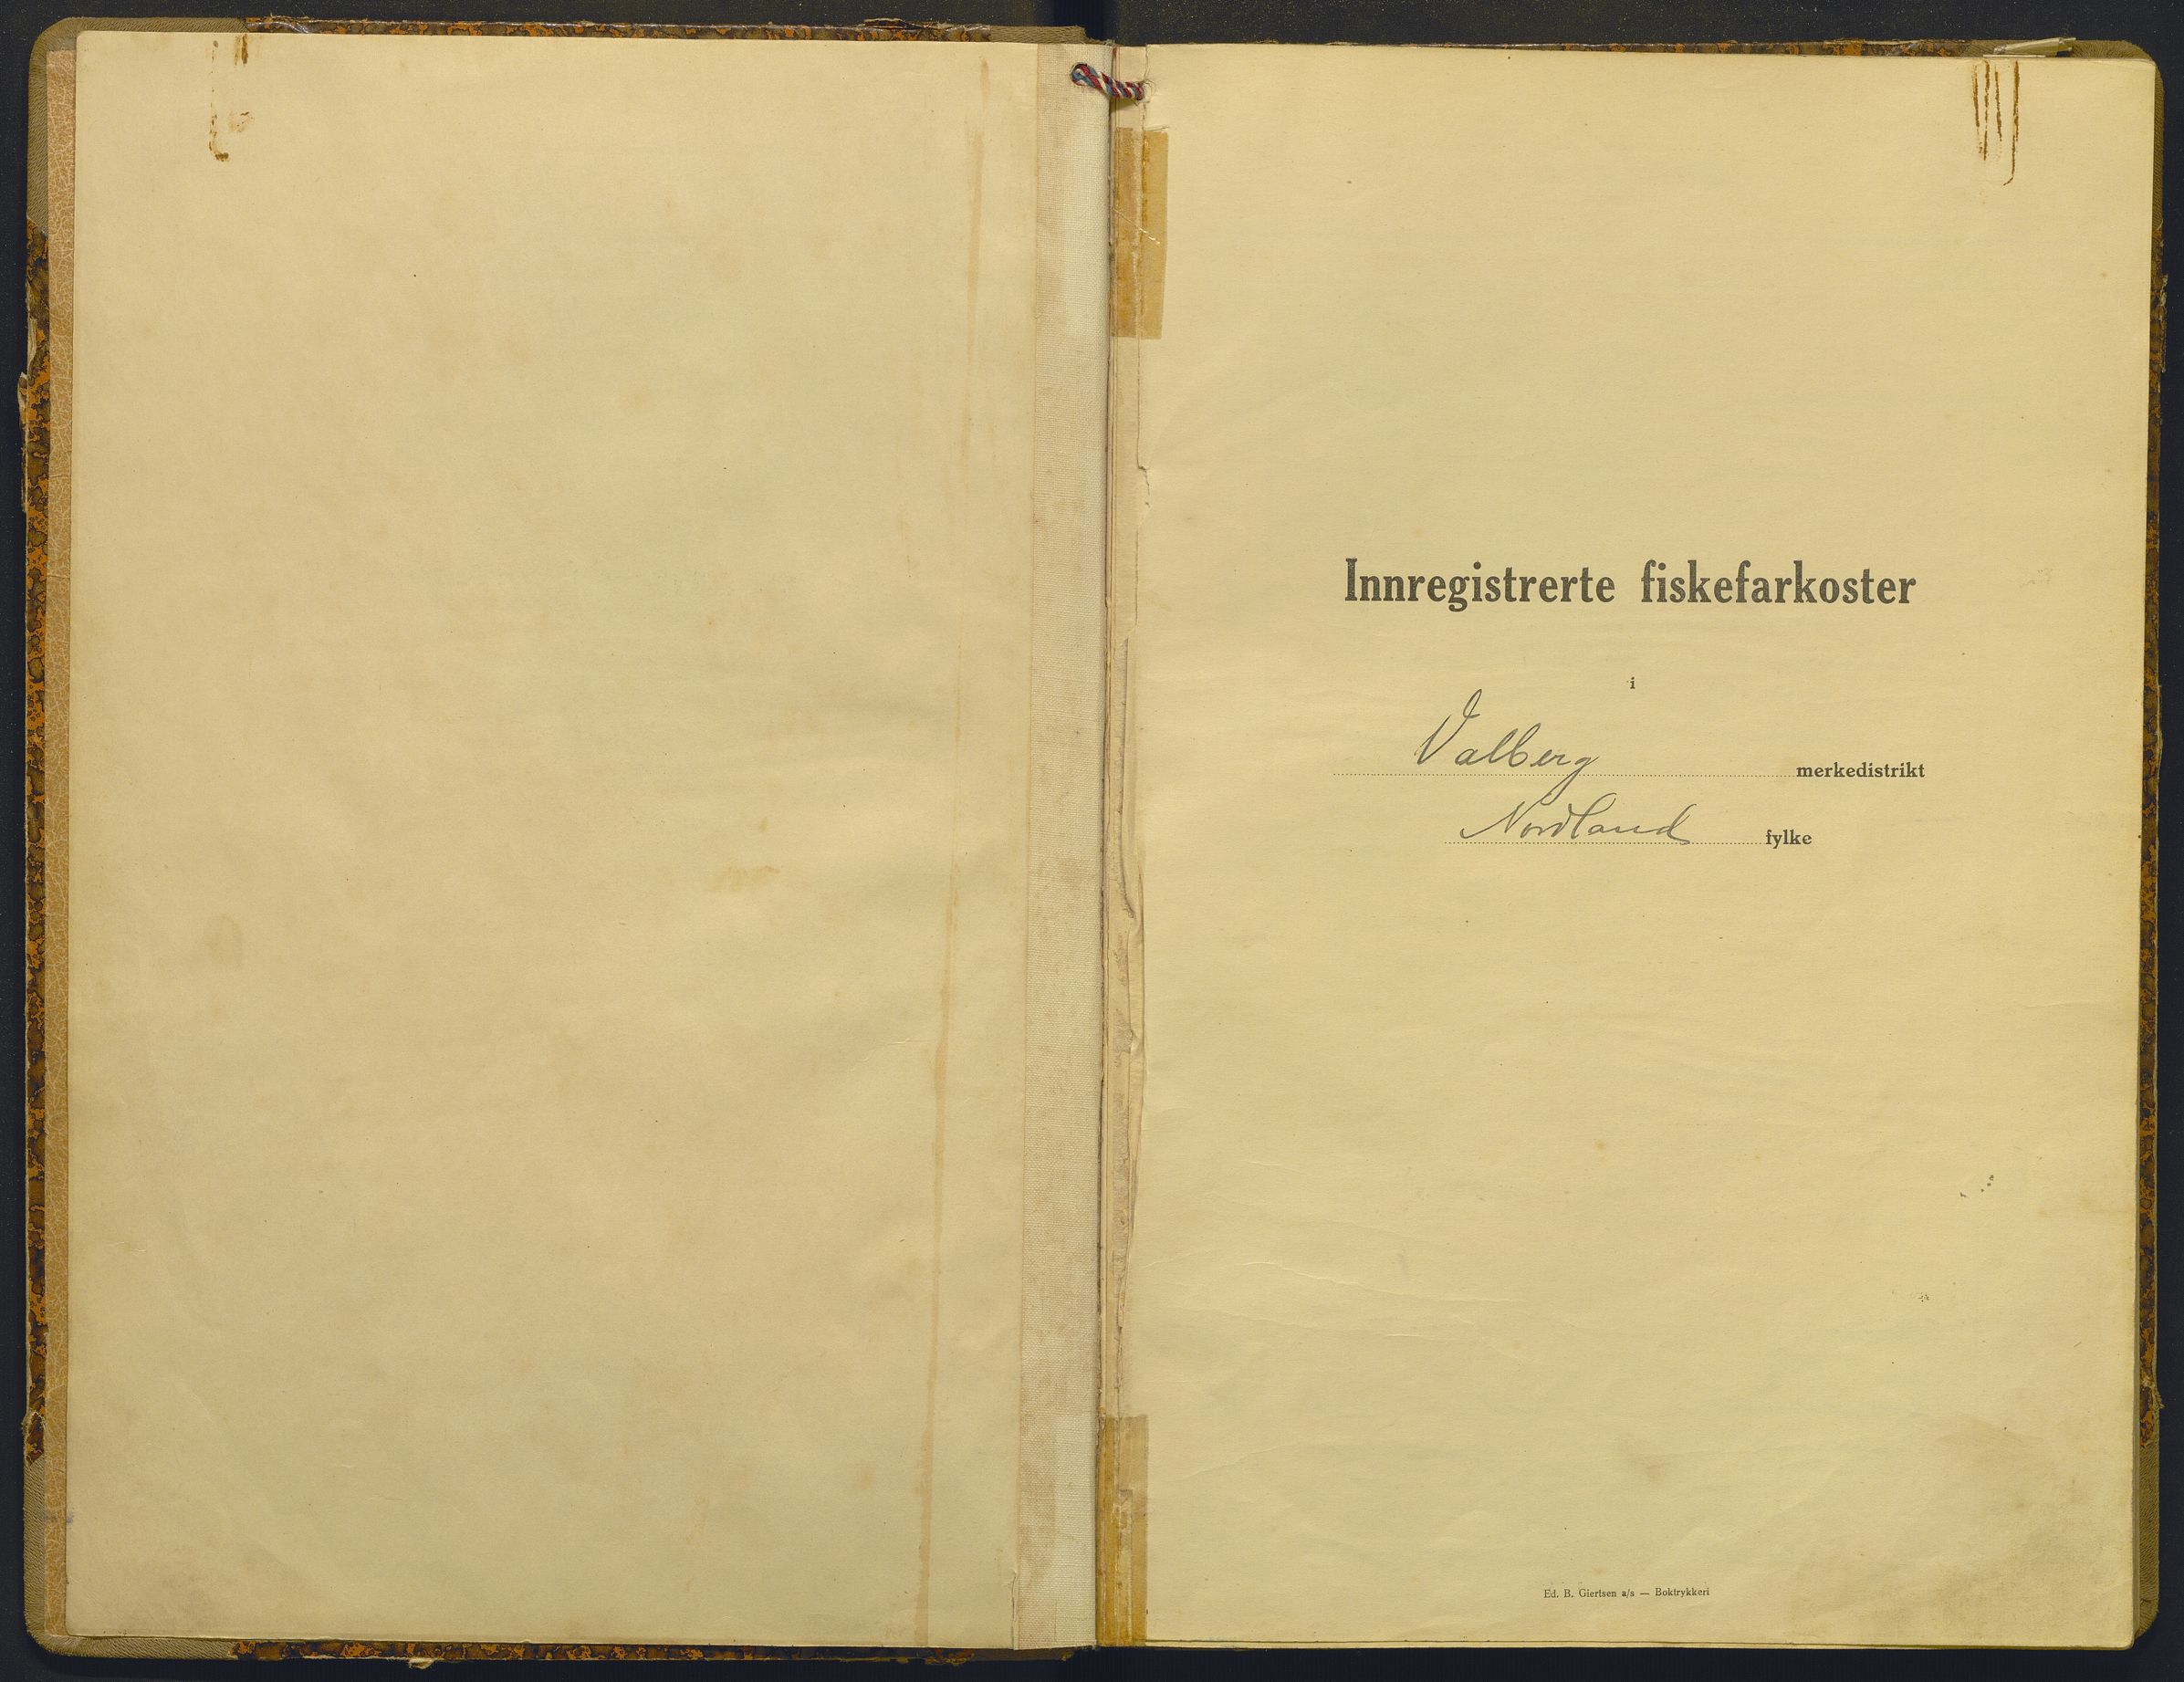 Innregistrerte fiskefarkoster
i
Valberg merkedistrikt
Nordland fylke
Ed. B. Giertsen a/s — Boktrykkeri